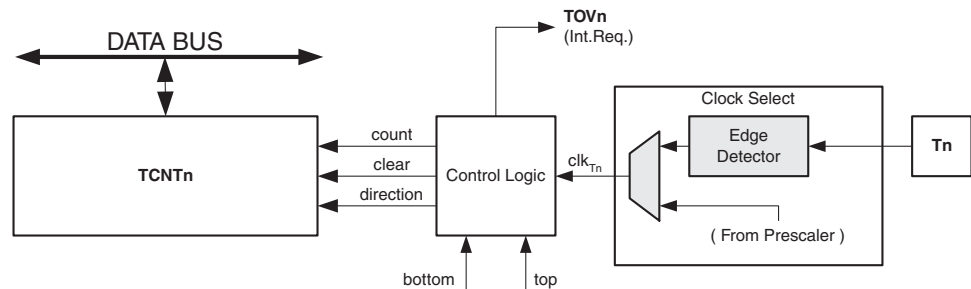 TOVn
(Int.Req.)
DATA BUS
Clock Select
count
Edge
Detector
Tn
clear
TCNTn
Control Logic
clkTn
direction
( From Prescaler )
bottom
top